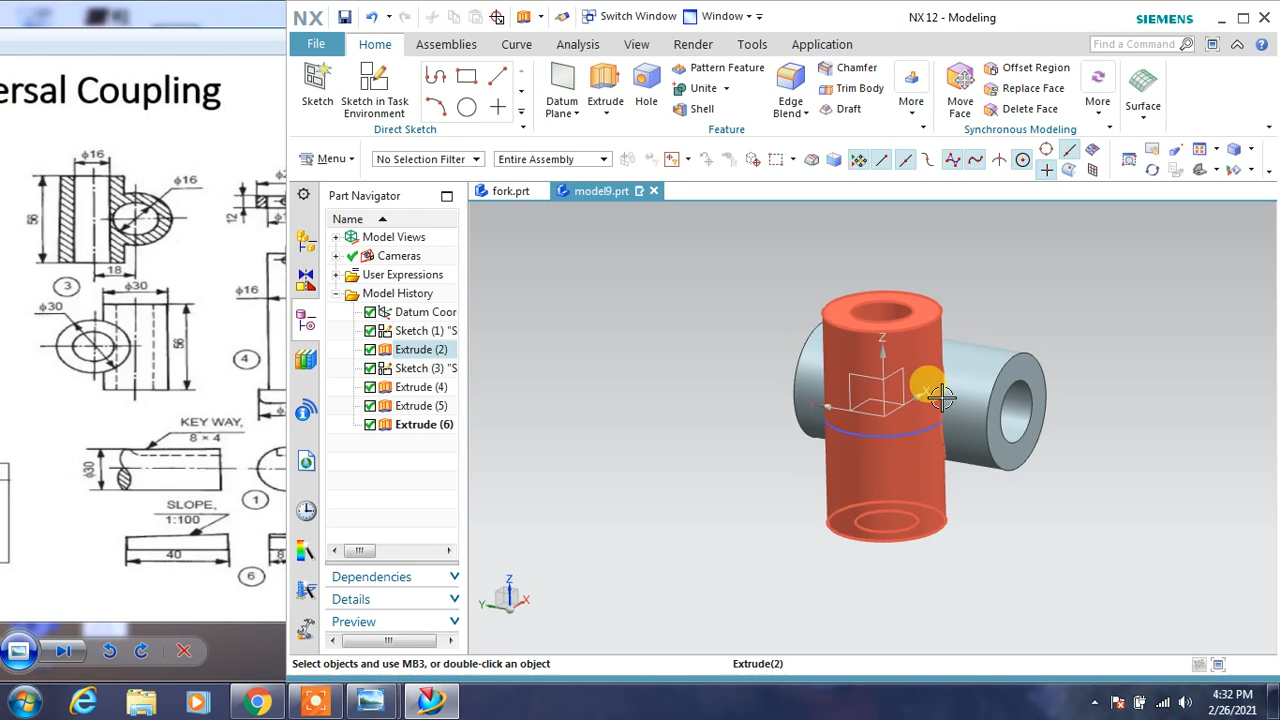 ersal Coupling
φ16
φ16
56
18
3
φ30
φ30
56
12
φ16
4
KEY WAY,
8 × 4
φ30
1
SLOPE,
1:100
40
8
6
NX
Switch Window
Window
NX 12 - Modeling
SIEMENS
File
Home
Assemblies
Curve
Analysis
View
Render
Tools
Application
Find a Command
Sketch
Sketch in Task
Environment
Direct Sketch
Datum
Plane
Extrude
Hole
Pattern Feature
Unite
Shell
Edge
Blend
Chamfer
Trim Body
Draft
More
Feature
Move
Face
Offset Region
Replace Face
Delete Face
More
Synchronous Modeling
Surface
Menu
No Selection Filter
Entire Assembly
Part Navigator
fork.prt
model9.prt
Name
Model Views
Cameras
User Expressions
Model History
Datum Coor
Sketch (1) "S
Extrude (2)
Sketch (3) "S
Extrude (4)
Extrude (5)
Extrude (6)
Dependencies
Details
Preview
Z
X
Z
Y
X
Select objects and use MB3, or double-click an object
Extrude(2)
4:32 PM
2/26/2021